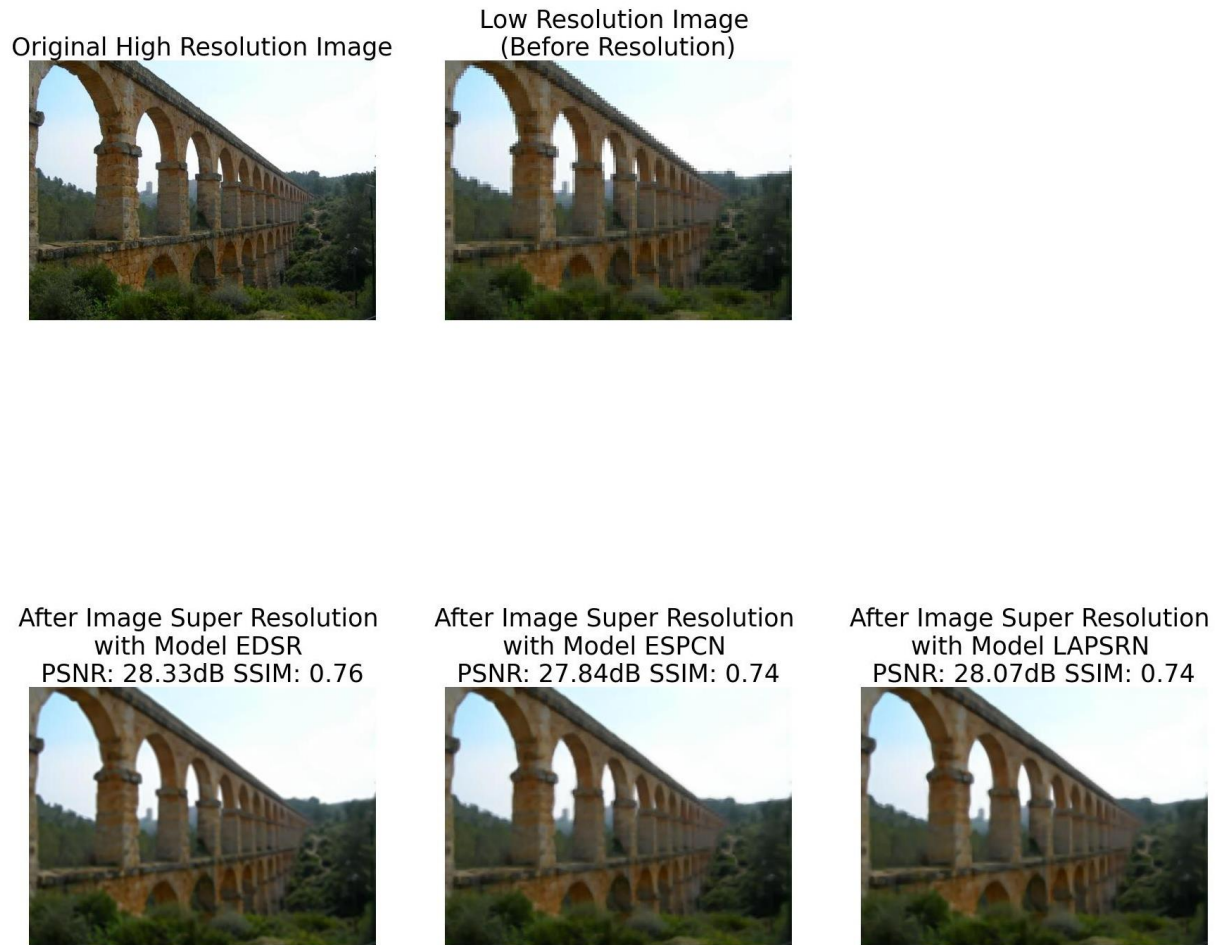 Original High Resolution Image
Low Resolution Image
(Before Resolution)
After Image Super Resolution
with Model EDSR
PSNR: 28.33dB SSIM: 0.76
After Image Super Resolution
with Model ESPCN
PSNR: 27.84dB SSIM: 0.74
After Image Super Resolution
with Model LAPSRN
PSNR: 28.07dB SSIM: 0.74